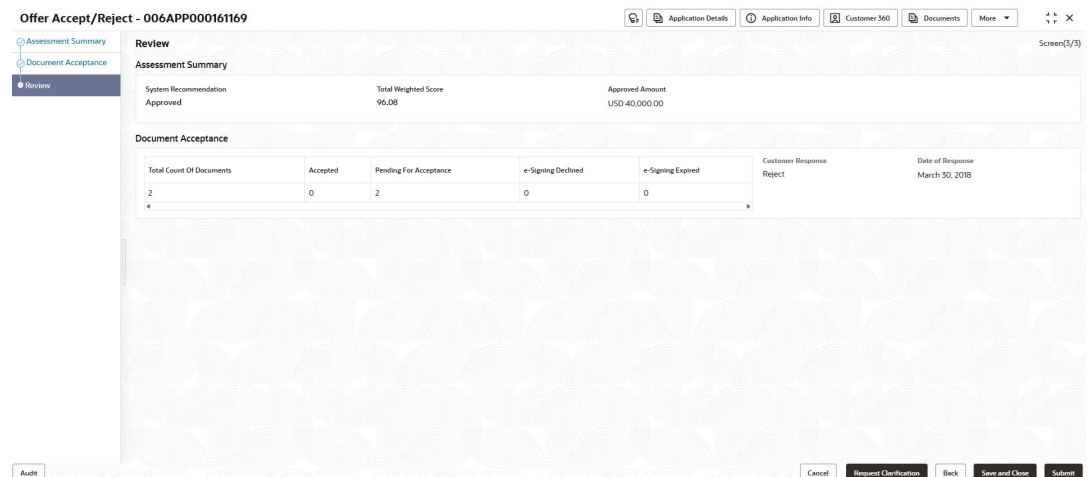 Offer Accept/Reject - 006APP000161169
Application Details
Application Info
Customer 360
Documents
More
Assessment Summary
Document Acceptance
Review
Review
Screen(3/3)
Assessment Summary
System Recommendation Total Weighted Score Approved Amount
Approved 96.08 USD 40,000.00
Document Acceptance
Total Count Of Documents Accepted Pending For Acceptance e-Signing Declined e-Signing Expired
2 0 2 0 0
Customer Response Date of Response
Reject March 30, 2018
Audit
Cancel
Request Clarification
Back
Save and Close
Submit